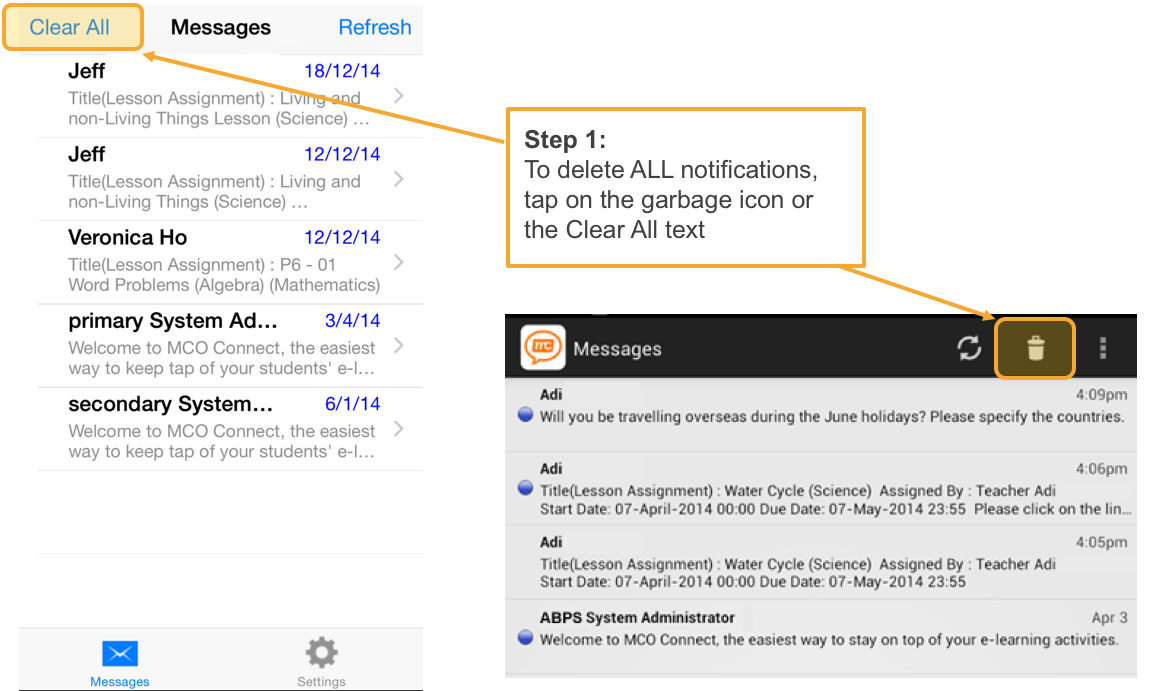 Clear All Messages Refresh
Jeff 18/12/14
Title(Lesson Assignment) : Living and
non-Living Things Lesson (Science) ...
Jeff 12/12/14
Title(Lesson Assignment) : Living and
non-Living Things (Science) ...
Veronica Ho 12/12/14
Title(Lesson Assignment) : P6 - 01
Word Problems (Algebra) (Mathematics)
primary System Ad... 3/4/14
Welcome to MCO Connect, the easiest
way to keep tap of your students' e-l...
secondary System... 6/1/14
Welcome to MCO Connect, the easiest
way to keep tap of your students' e-l...
Messages Settings
Step 1:
To delete ALL notifications,
tap on the garbage icon or
the Clear All text
mc Messages
Adi 4:09pm
Will you be travelling overseas during the June holidays? Please specify the countries.
Adi 4:06pm
Title(Lesson Assignment) : Water Cycle (Science) Assigned By : Teacher Adi
Start Date: 07-April-2014 00:00 Due Date: 07-May-2014 23:55 Please click on the lin...
Adi 4:05pm
Title(Lesson Assignment) : Water Cycle (Science) Assigned By : Teacher Adi
Start Date: 07-April-2014 00:00 Due Date: 07-May-2014 23:55
ABPS System Administrator Apr 3
Welcome to MCO Connect, the easiest way to stay on top of your e-learning activities.